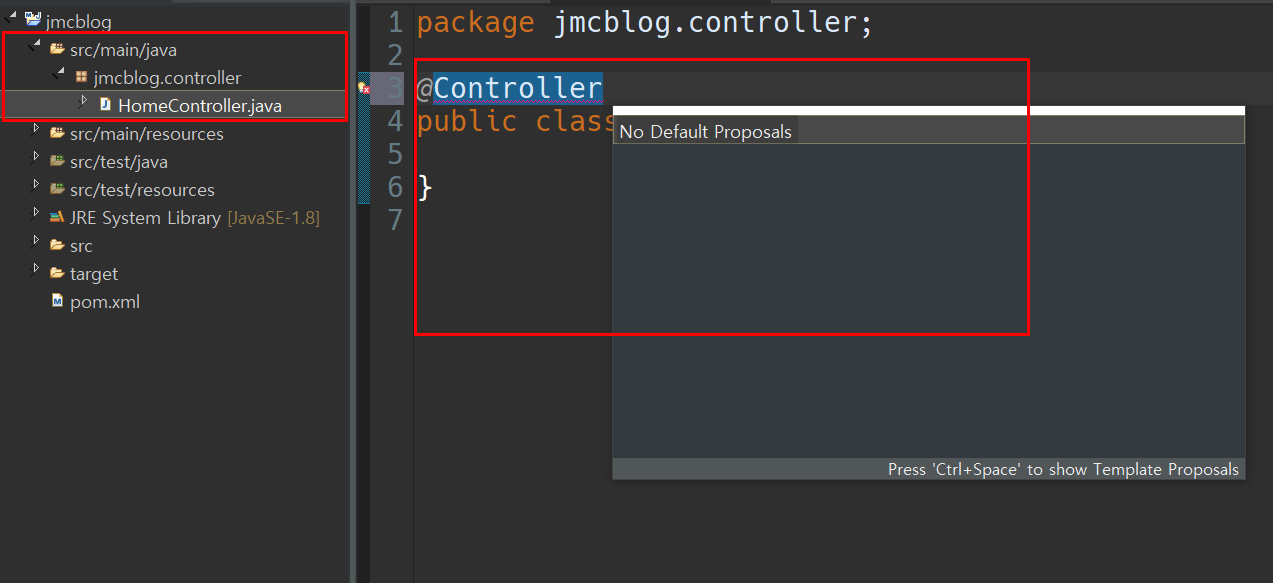 jmcblog
src/main/java
jmcblog.controller
HomeController.java
src/main/resources
src/test/java
src/test/resources
JRE System Library [JavaSE-1.8]
src
target
pom.xml
1 package jmcblog.controller;
2
3 @Controller
4 public class
5
6 }
7
No Default Proposals
Press 'Ctrl+Space' to show Template Proposals